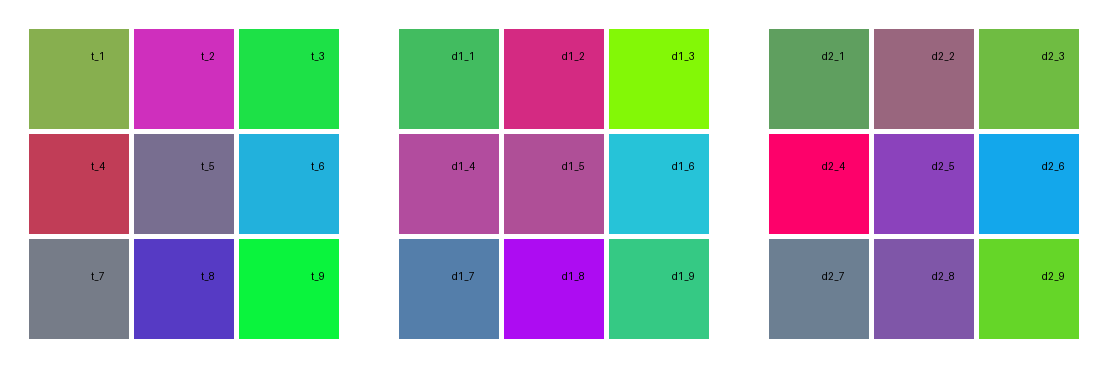 t_1 t_2 t_3 d1_1 d1_2 d1_3 d2_1 d2_2 d2_3
t_4 t_5 t_6 d1_4 d1_5 d1_6 d2_4 d2_5 d2_6
t_7 t_8 t_9 d1_7 d1_8 d1_9 d2_7 d2_8 d2_9